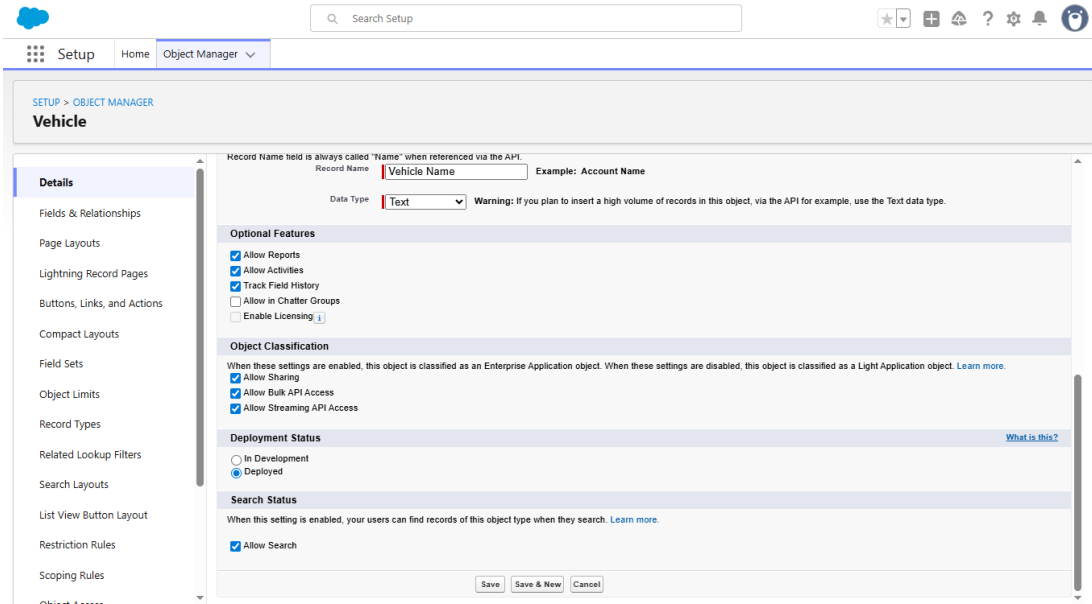 Search Setup
Setup
Home
Object Manager
SETUP > OBJECT MANAGER
Vehicle
Details
Fields & Relationships
Page Layouts
Lightning Record Pages
Buttons, Links, and Actions
Compact Layouts
Field Sets
Object Limits
Record Types
Related Lookup Filters
Search Layouts
List View Button Layout
Restriction Rules
Scoping Rules
Object Access
Record Name field is always called "Name" when referenced via the API.
Record Name Vehicle Name Example: Account Name
Data Type Text Warning: If you plan to insert a high volume of records in this object, via the API for example, use the Text data type.
Optional Features
Allow Reports
Allow Activities
Track Field History
Allow in Chatter Groups
Enable Licensing i
Object Classification
When these settings are enabled, this object is classified as an Enterprise Application object. When these settings are disabled, this object is classified as a Light Application object. Learn more.
Allow Sharing
Allow Bulk API Access
Allow Streaming API Access
Deployment Status What is this?
In Development
Deployed
Search Status
When this setting is enabled, your users can find records of this object type when they search. Learn more.
Allow Search
Save Save & New Cancel